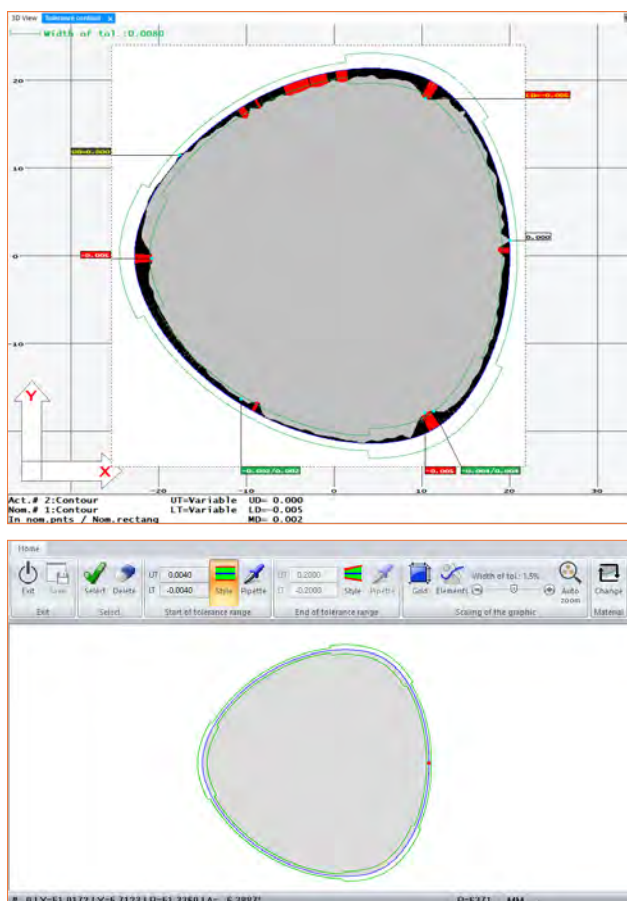 3D View Tolerance contour x
Width of tol.:0.0080
20
LD=-0.005
UD=0.000
10
0.000
0
-10
Y
X
-0.002/0.002
-0.004/0.004
-20
-10
0
10
20
30
Act.# 2:Contour UT=Variable UD= 0.000
Nom.# 1:Contour LT=Variable LD=-0.005
In nom.pnts / Nom.rectang MD= 0.002
Home
UT 0.0040
UT 0.2000
Width of tol.: 1.5%
LT -0.0040
LT -0.2000
Exit Save Select Delete Style Pipette Style Pipette Grid Elements Auto zoom Change
Exit Select Start of tolerance range End of tolerance range Scaling of the graphic Material